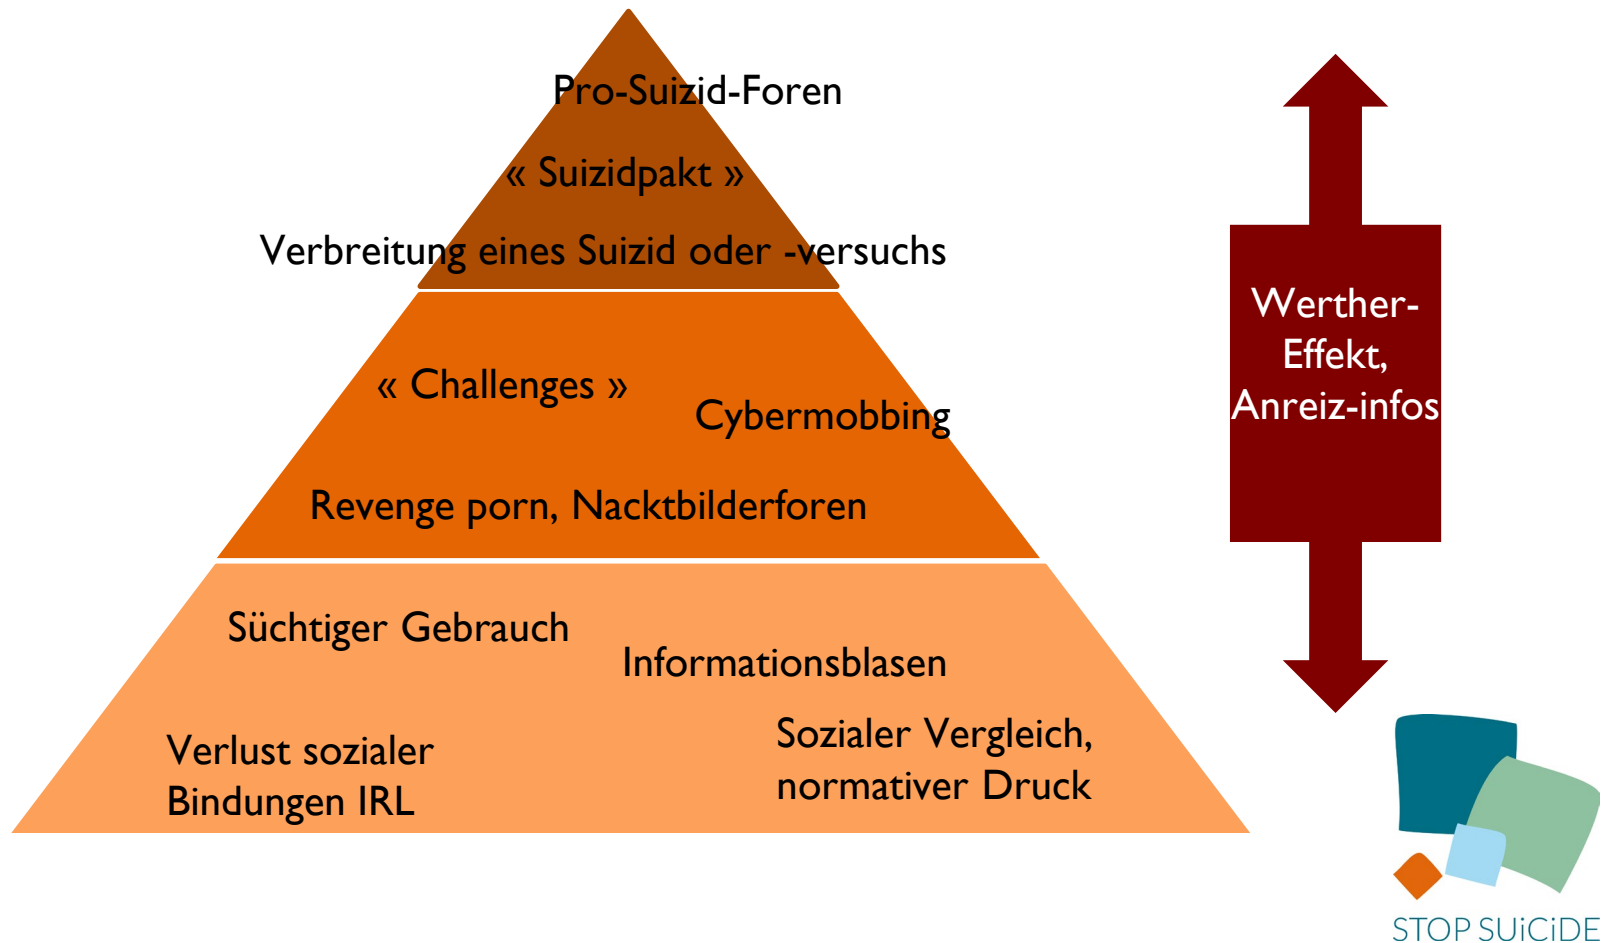 Pro-Suizid-Foren
« Suizidpakt »
Verbreitung eines Suizid oder -versuchs
« Challenges »
Cybermobbing
Revenge porn, Nacktbilderforen
Süchtiger Gebrauch
Informationsblasen
Verlust sozialer
Bindungen IRL
Sozialer Vergleich,
normativer Druck
Werther-
Effekt,
Anreiz-infos
STOP SUiCiDE